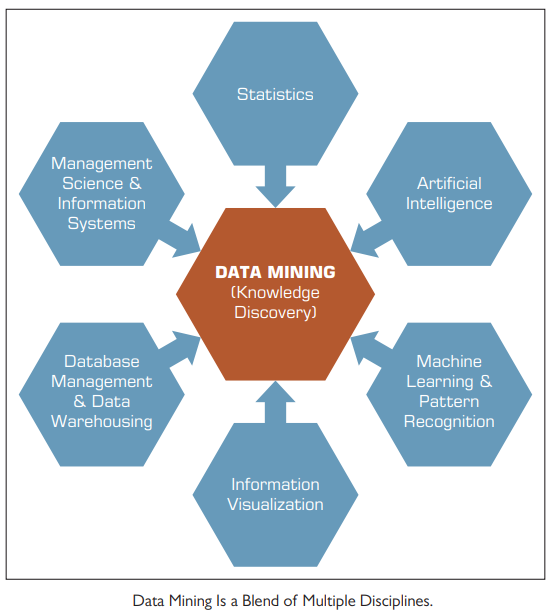 Statistics
Management
Science &
Information
Systems
Artificial
Intelligence
DATA MINING
(Knowledge
Discovery)
Database
Management
& Data
Warehousing
Machine
Learning &
Pattern
Recognition
Information
Visualization
Data Mining Is a Blend of Multiple Disciplines.